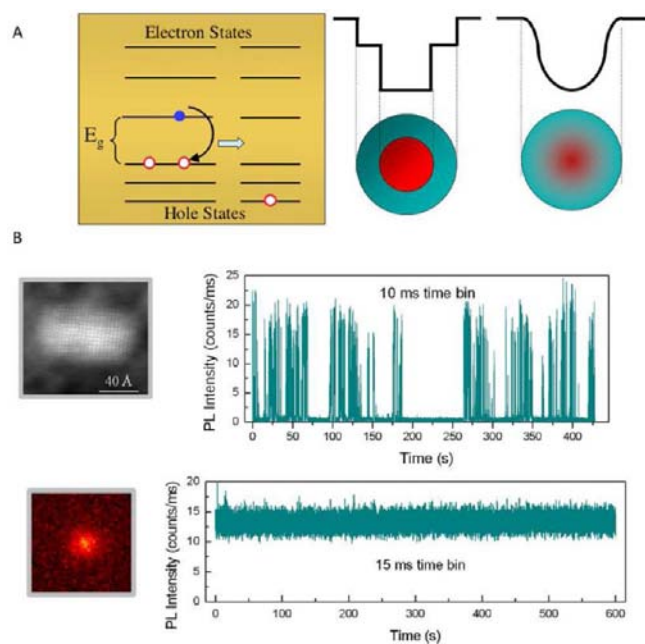 A
Electron States
E_g
Hole States
B
40 Å
PL Intensity (counts/ms)
25
20
15
10
5
0
10 ms time bin
0 50 100 150 200 250 300 350 400
Time (s)
PL Intensity (counts/ms)
20
15
10
5
0
15 ms time bin
0 100 200 300 400 500 600
Time (s)